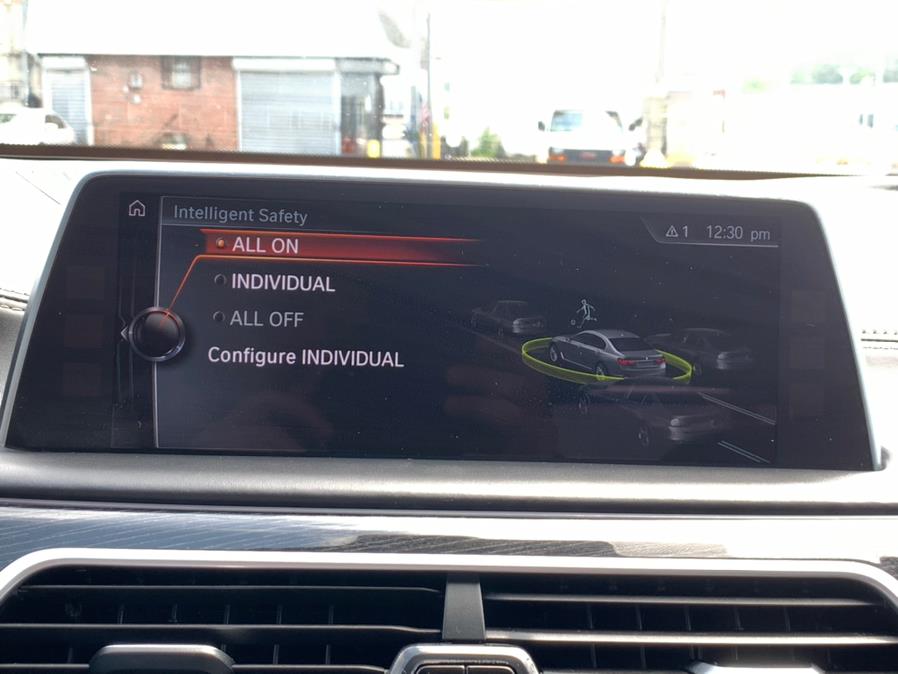 Intelligent Safety
1 12:30 pm
ALL ON
INDIVIDUAL
ALL OFF
Configure INDIVIDUAL